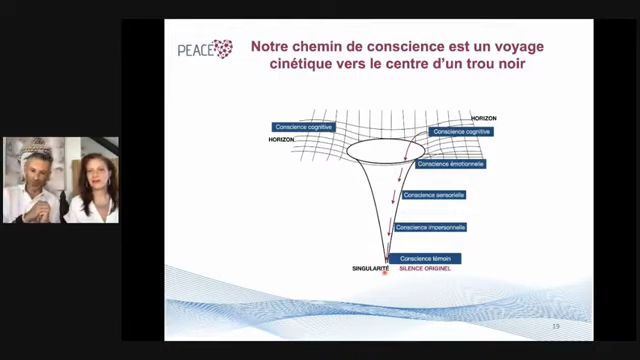 PEACE
Notre chemin de conscience est un voyage
cinétique vers le centre d'un trou noir
HORIZON
Conscience cognitive
Conscience cognitive
HORIZON
Conscience émotionnelle
Conscience sensorielle
Conscience impersonnelle
Conscience témoin
SINGULARITÉ
SILENCE ORIGINEL
19